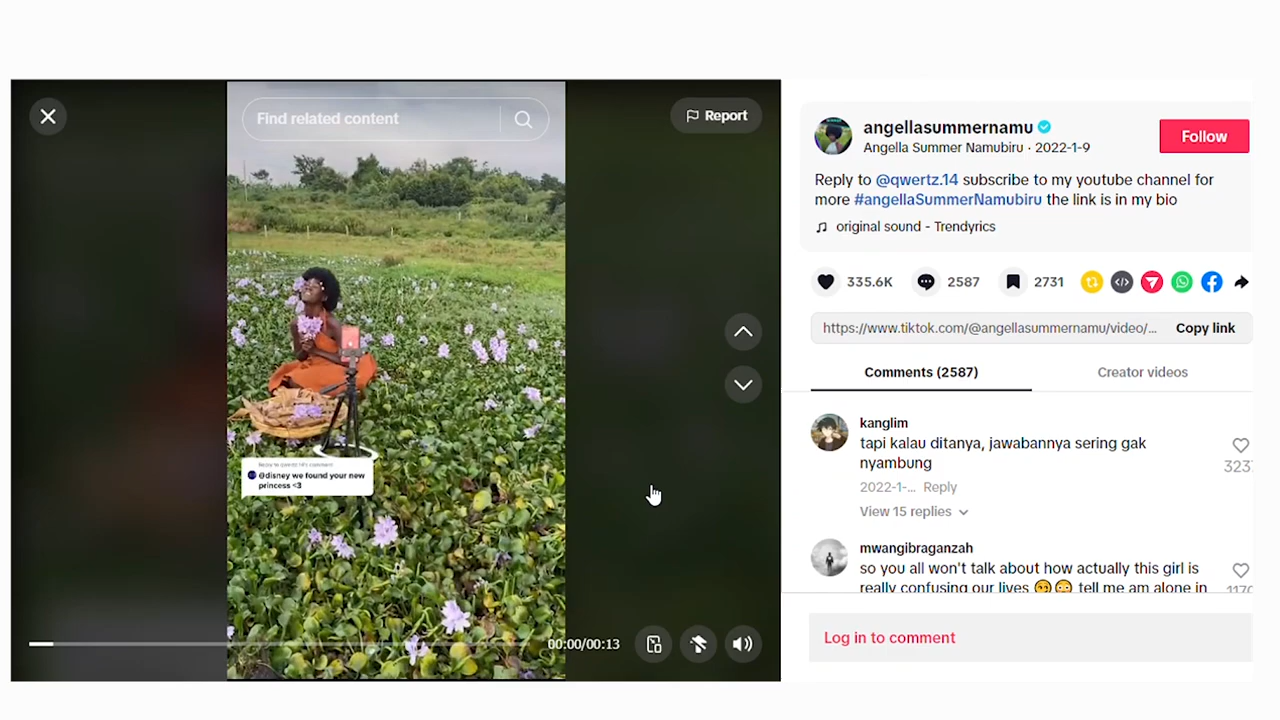 Find related content
Report
Reply to qwertz.14's comment
@disney we found your new
princess <3
00:00/00:13
angellasummernamu
Angella Summer Namubiru · 2022-1-9
Follow
Reply to @qwertz.14 subscribe to my youtube channel for
more #angellaSummerNamubiru the link is in my bio
original sound - Trendyrics
335.6K
2587
2731
https://www.tiktok.com/@angellasummernamu/video/...
Copy link
Comments (2587)
Creator videos
kanglim
tapi kalau ditanya, jawabannya sering gak
nyambung
323
2022-1-... Reply
View 15 replies
mwangibraganzah
so you all won't talk about how actually this girl is
really confusing our lives 😏😳 tell me am alone in
Log in to comment